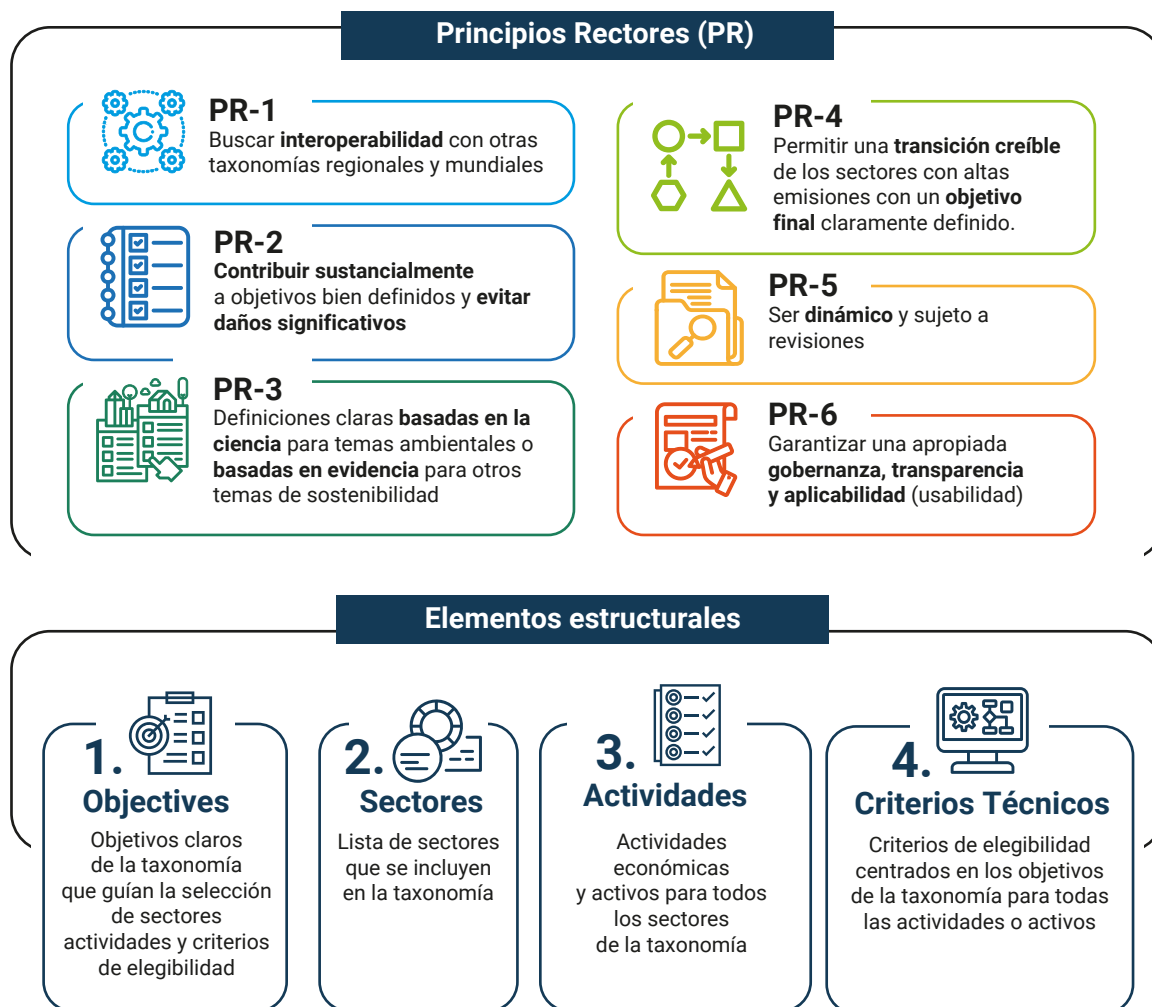 Principios Rectores (PR)
PR-1
Buscar interoperabilidad con otras
taxonomías regionales y mundiales
PR-2
Contribuir sustancialmente
a objetivos bien definidos y evitar
daños significativos
PR-3
Definiciones claras basadas en la
ciencia para temas ambientales o
basadas en evidencia para otros
temas de sostenibilidad
PR-4
Permitir una transición creíble
de los sectores con altas
emisiones con un objetivo
final claramente definido.
PR-5
Ser dinámico y sujeto a
revisiones
PR-6
Garantizar una apropiada
gobernanza, transparencia
y aplicabilidad (usabilidad)
Elementos estructurales
1.
Objectives
Objetivos claros
de la taxonomía
que guían la selección
de sectores
actividades y criterios
de elegibilidad
2.
Sectores
Lista de sectores
que se incluyen
en la taxonomía
3.
Actividades
Actividades
económicas
y activos para todos
los sectores
de la taxonomía
4.
Criterios Técnicos
Criterios de elegibilidad
centrados en los objetivos
de la taxonomía para todas
las actividades o activos